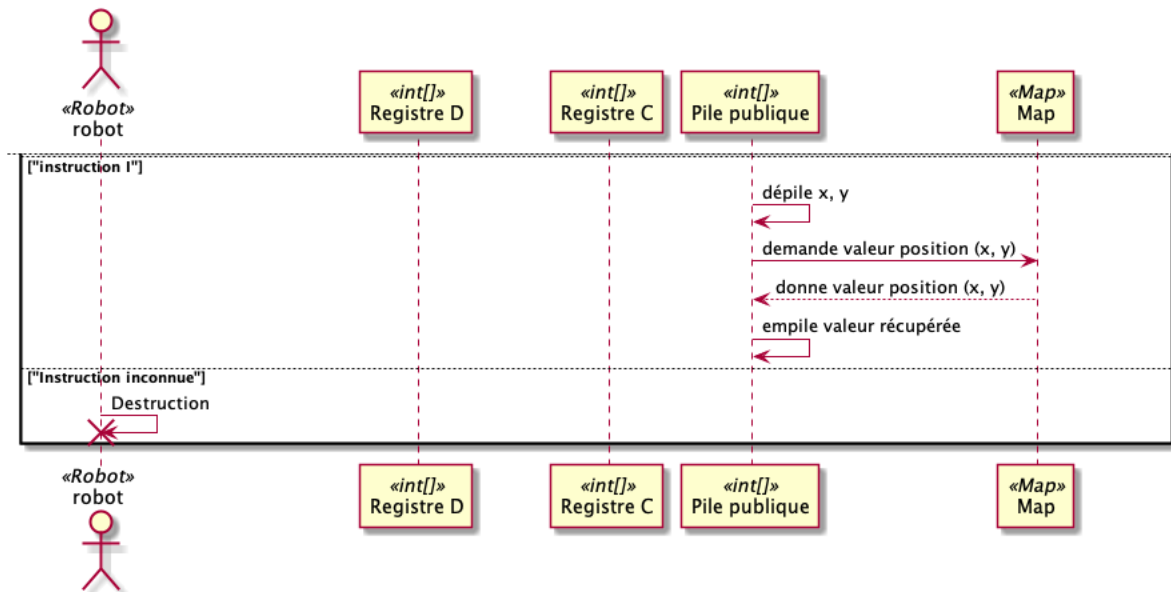 «Robot»
robot
«int[]»
Registre D
«int[]»
Registre C
«int[]»
Pile publique
«Map»
Map
["instruction I"]
dépile x, y
demande valeur position (x, y)
donne valeur position (x, y)
empile valeur récupérée
["Instruction inconnue"]
Destruction
«Robot»
robot
«int[]»
Registre D
«int[]»
Registre C
«int[]»
Pile publique
«Map»
Map